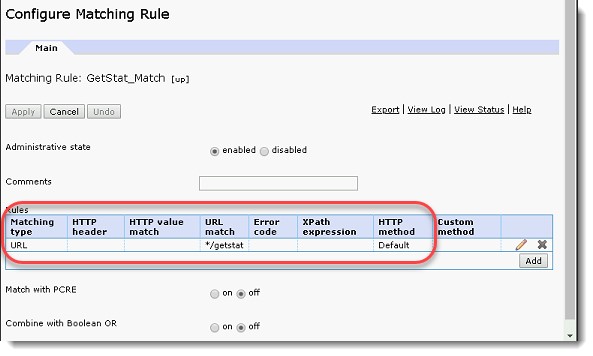 Configure Matching Rule
Main
Matching Rule: GetStat_Match [up]
Apply Cancel Undo Export | View Log | View Status | Help
Administrative state enabled disabled
Comments
Rules
Matching type HTTP header HTTP value match URL match Error code XPath expression HTTP method Custom method
URL */getstat Default
Add
Match with PCRE on off
Combine with Boolean OR on off